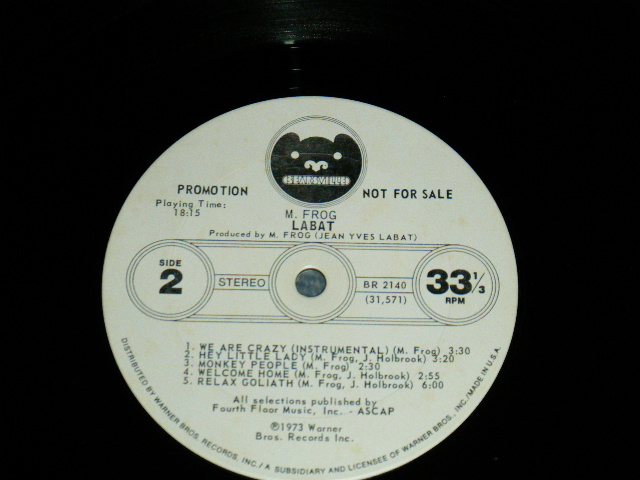 BEARSVILLE
PROMOTION
NOT FOR SALE
Playing Time:
18:15
M. FROG
LABAT
Produced by M. FROG (JEAN YVES LABAT)
SIDE
2
STEREO
BR 2140
(31,571)
33 1/3
RPM
1. WE ARE CRAZY (INSTRUMENTAL) (M. Frog) 3:30
2. HEY LITTLE LADY (M. Frog, J. Holbrook) 3:20
3. MONKEY PEOPLE (M. Frog) 2:30
4. WELCOME HOME (M. Frog, J. Holbrook) 2:55
5. RELAX GOLIATH (M. Frog, J. Holbrook) 6:00
All selections published by
Fourth Floor Music, Inc. - ASCAP
℗1973 Warner
Bros. Records Inc.
DISTRIBUTED BY WARNER BROS. RECORDS, INC./A SUBSIDIARY AND LICENSEE OF WARNER BROS., INC./MADE IN U.S.A.